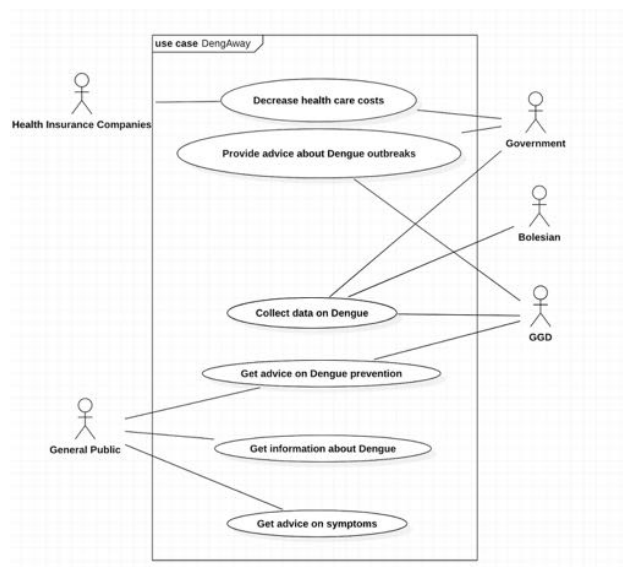 use case DengAway
Decrease health care costs
Health Insurance Companies
Provide advice about Dengue outbreaks
Government
Bolesian
Collect data on Dengue
GGD
Get advice on Dengue prevention
General Public
Get information about Dengue
Get advice on symptoms